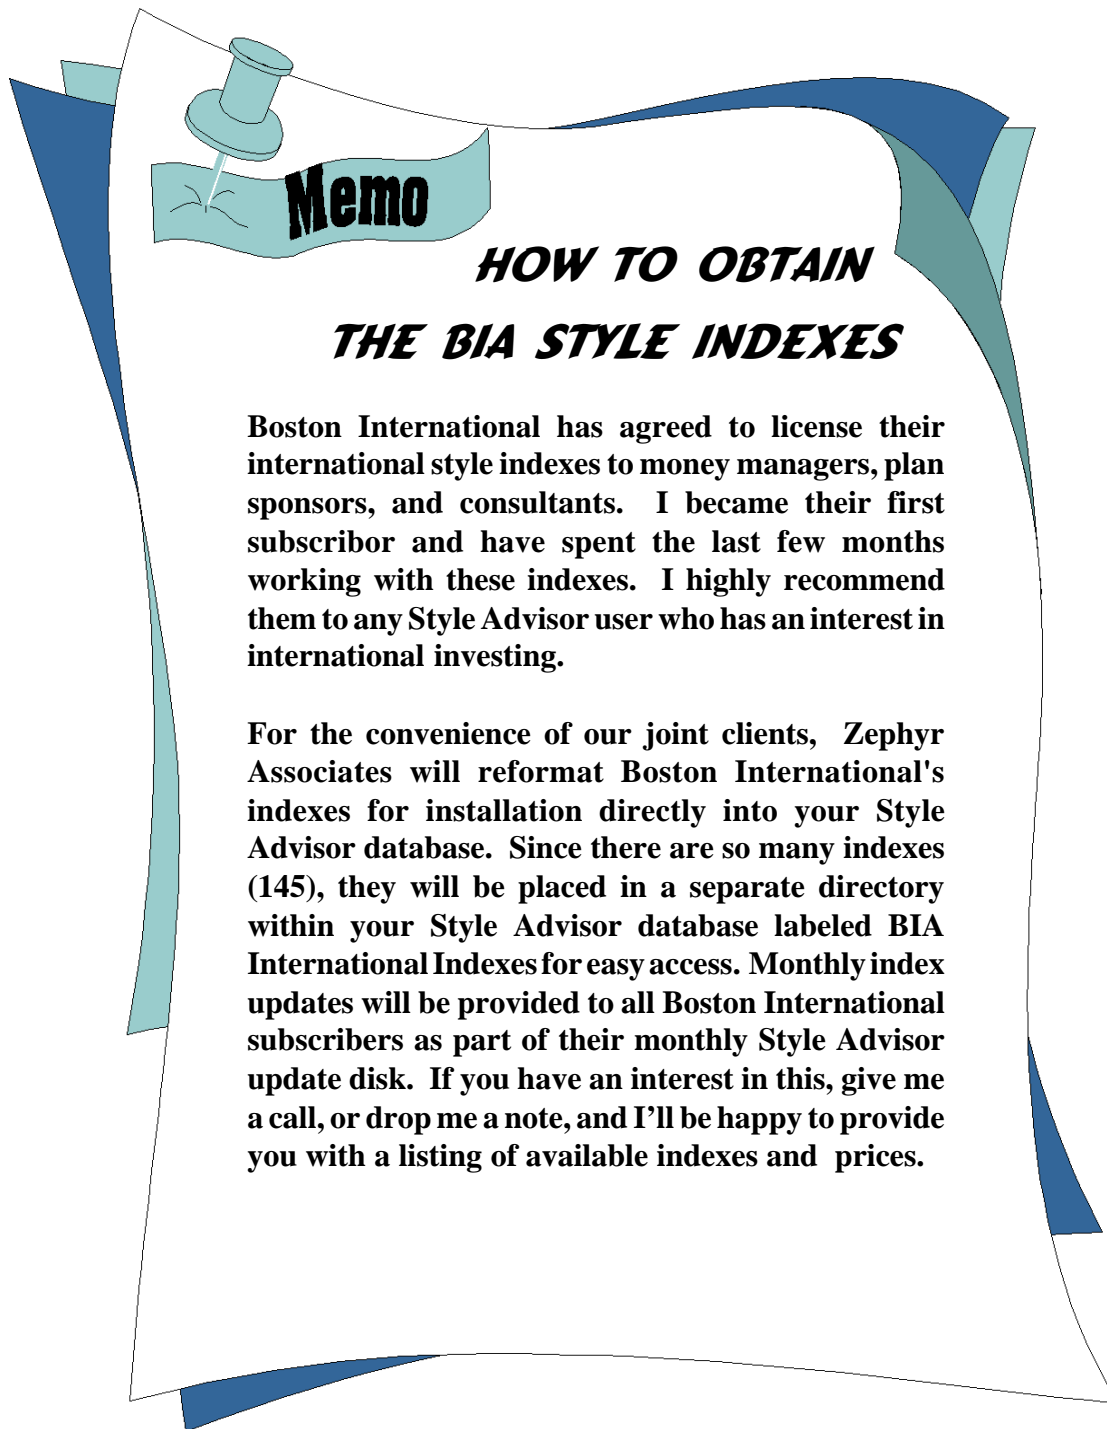 Memo
HOW TO OBTAIN
THE BIA STYLE INDEXES
Boston International has agreed to license their
international style indexes to money managers, plan
sponsors, and consultants. I became their first
subscribor and have spent the last few months
working with these indexes. I highly recommend
them to any Style Advisor user who has an interest in
international investing.
For the convenience of our joint clients, Zephyr
Associates will reformat Boston International's
indexes for installation directly into your Style
Advisor database. Since there are so many indexes
(145), they will be placed in a separate directory
within your Style Advisor database labeled BIA
International Indexes for easy access. Monthly index
updates will be provided to all Boston International
subscribers as part of their monthly Style Advisor
update disk. If you have an interest in this, give me
a call, or drop me a note, and I’ll be happy to provide
you with a listing of available indexes and prices.